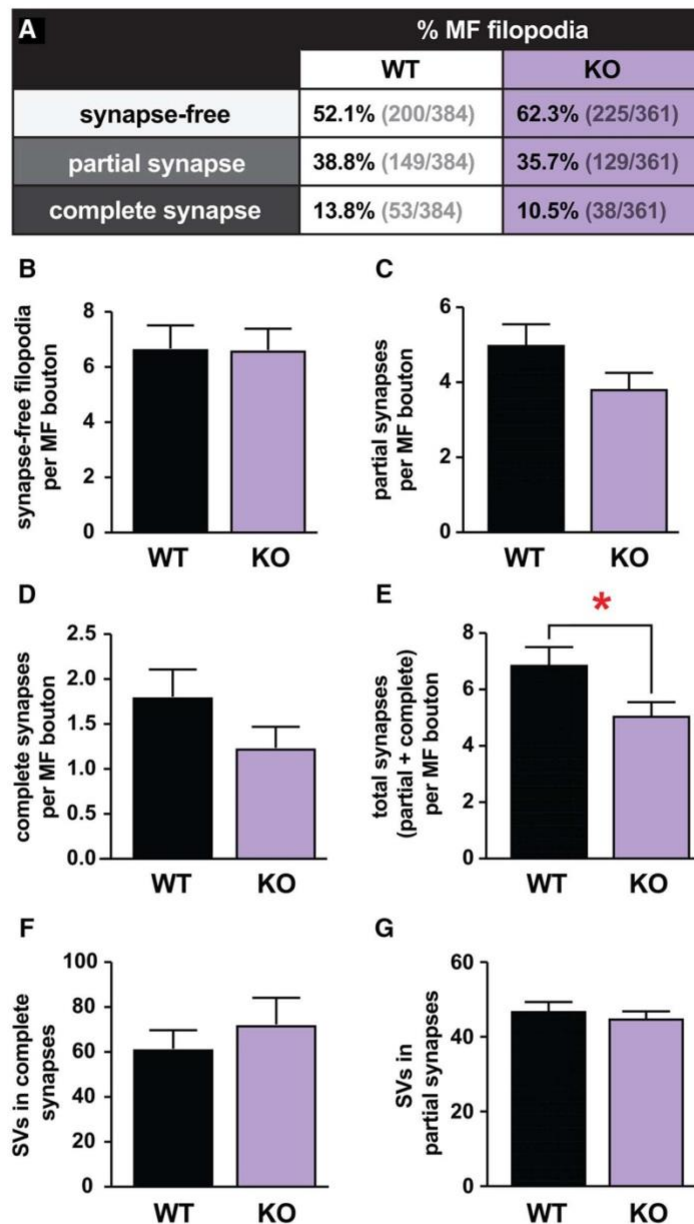 A
% MF filopodia
WT KO
synapse-free 52.1% (200/384) 62.3% (225/361)
partial synapse 38.8% (149/384) 35.7% (129/361)
complete synapse 13.8% (53/384) 10.5% (38/361)
B
synapse-free filopodia
per MF bouton
8
6
4
2
0
WT KO
C
partial synapses
per MF bouton
6
4
2
0
WT KO
D
complete synapses
per MF bouton
2.5
2.0
1.5
1.0
0.5
0.0
WT KO
E
total synapses
(partial + complete)
per MF bouton
8
6
4
2
0
*
WT KO
F
SVs in complete
synapses
100
80
60
40
20
0
WT KO
G
SVs in
partial synapses
60
40
20
0
WT KO